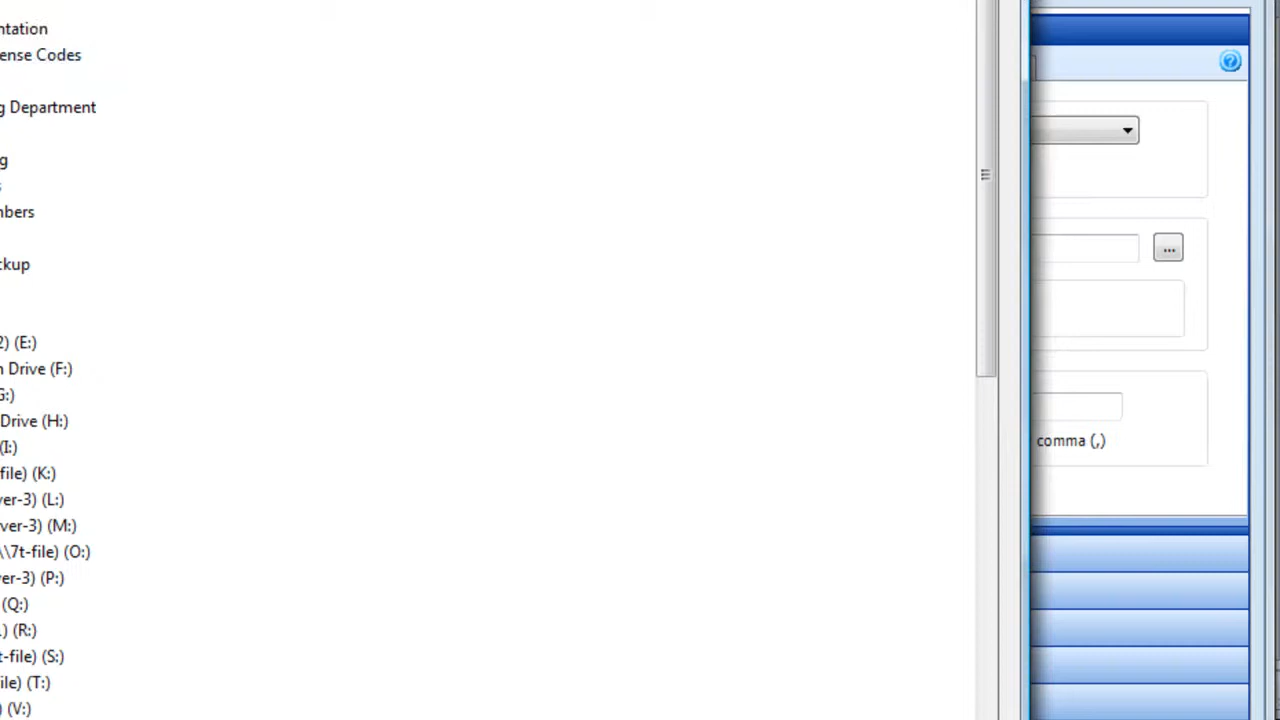 ntation
ense Codes
g Department
g
s
nbers
ckup
2) (E:)
n Drive (F:)
G:)
Drive (H:)
(I:)
file) (K:)
ver-3) (L:)
ver-3) (M:)
\\7t-file) (O:)
ver-3) (P:)
(Q:)
.) (R:)
t-file) (S:)
file) (T:)
) (V:)
...
comma (,)